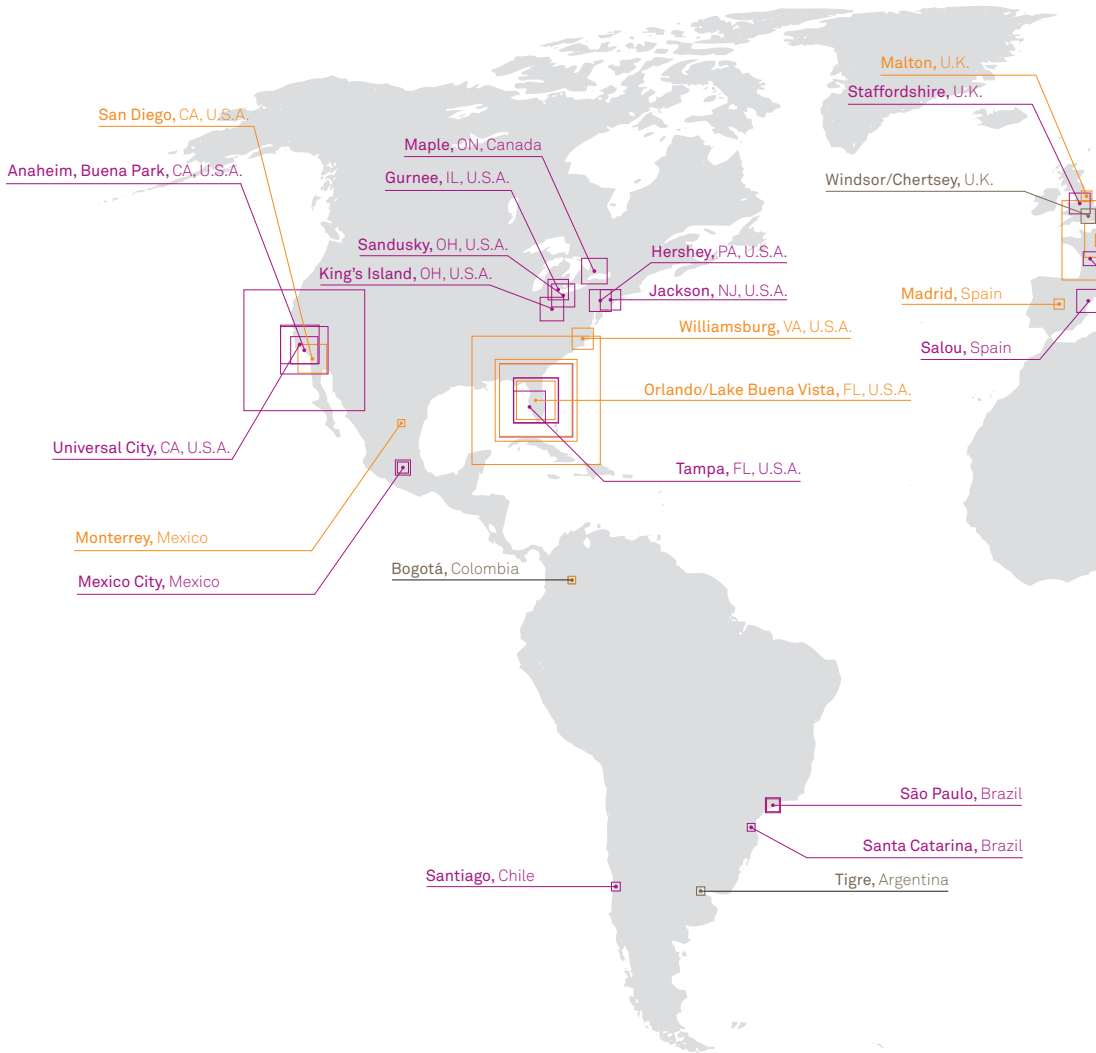 Malton, U.K.
Staffordshire, U.K.
San Diego, CA, U.S.A.
Maple, ON, Canada
Anaheim, Buena Park, CA, U.S.A.
Gurnee, IL, U.S.A.
Windsor/Chertsey, U.K.
Sandusky, OH, U.S.A.
Hershey, PA, U.S.A.
King's Island, OH, U.S.A.
Jackson, NJ, U.S.A.
Madrid, Spain
Williamsburg, VA, U.S.A.
Salou, Spain
Orlando/Lake Buena Vista, FL, U.S.A.
Universal City, CA, U.S.A.
Tampa, FL, U.S.A.
Monterrey, Mexico
Bogotá, Colombia
Mexico City, Mexico
São Paulo, Brazil
Santa Catarina, Brazil
Santiago, Chile
Tigre, Argentina